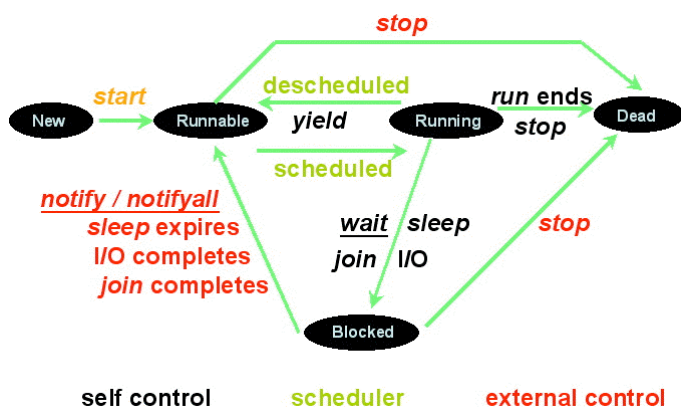 stop
descheduled
start
run ends
New
Runnable
yield
Running
stop
Dead
scheduled
notify / notifyall
sleep expires
I/O completes
join completes
wait sleep
join I/O
stop
Blocked
self control
scheduler
external control